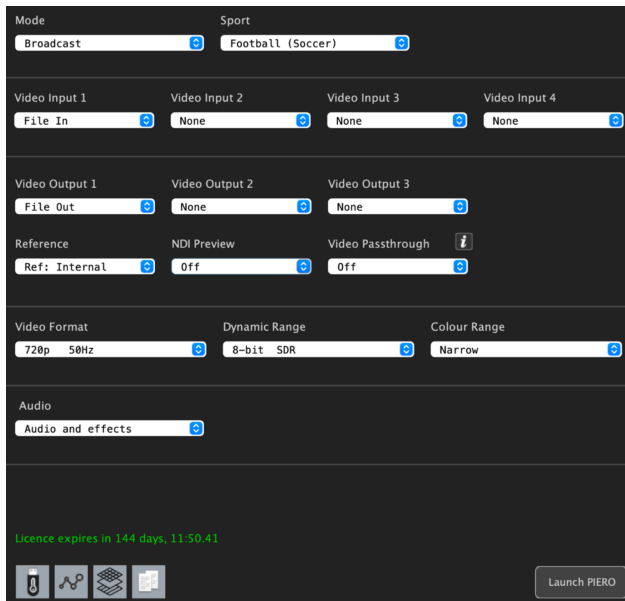 Mode Sport
Broadcast Football (Soccer)
Video Input 1 Video Input 2 Video Input 3 Video Input 4
File In None None None
Video Output 1 Video Output 2 Video Output 3
File Out None None
Reference NDI Preview Video Passthrough i
Ref: Internal Off Off
Video Format Dynamic Range Colour Range
720p 50Hz 8-bit SDR Narrow
Audio
Audio and effects
Licence expires in 144 days, 11:50.41
Launch PIERO